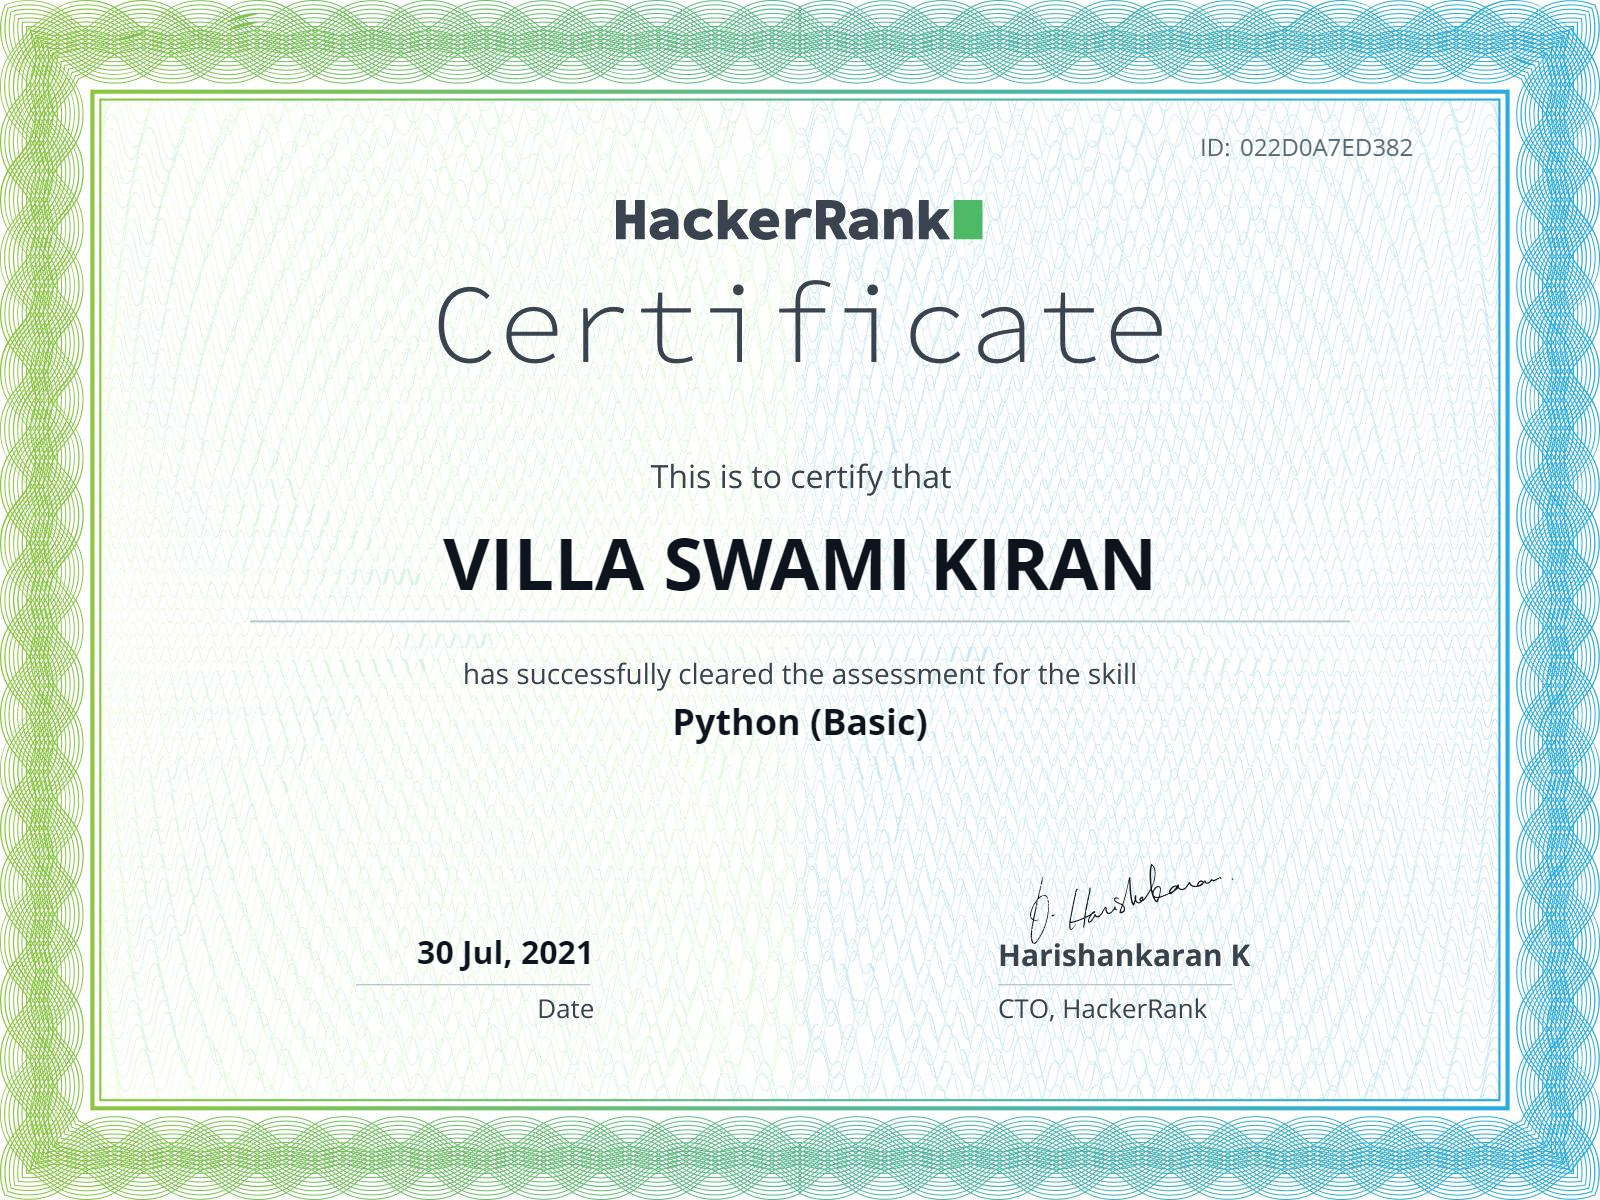 ID: 022D0A7ED382
HackerRank
Certificate
This is to certify that
VILLA SWAMI KIRAN
has successfully cleared the assessment for the skill
Python (Basic)
30 Jul, 2021
Date
Harishankaran K
CTO, HackerRank